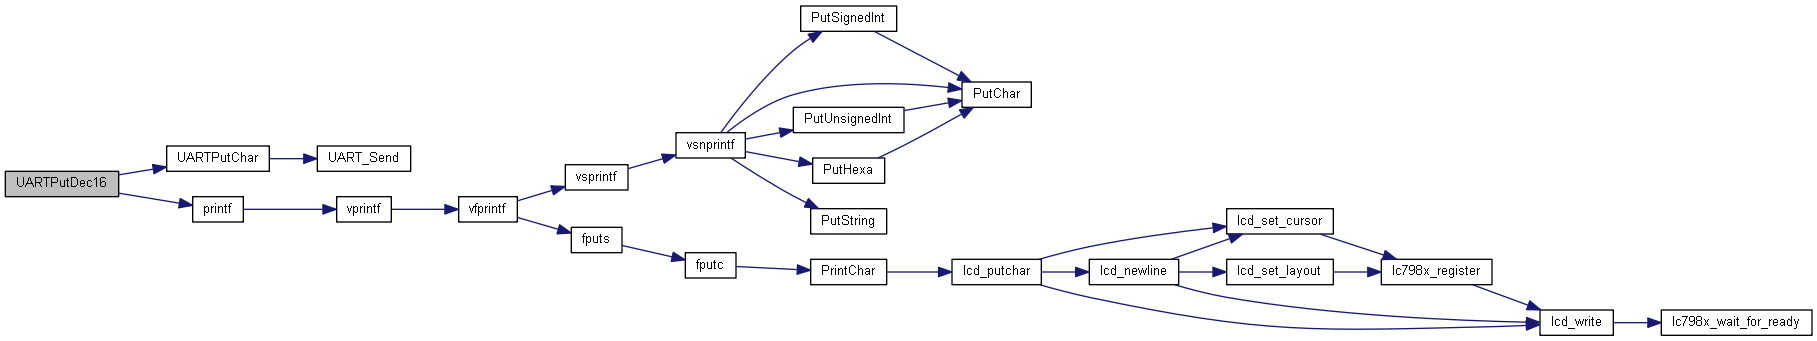 UARTPutDec16
UARTPutChar
UART_Send
printf
vprintf
vfprintf
vsprintf
vsnprintf
PutSignedInt
PutChar
PutUnsignedInt
PutHexa
PutString
fputs
fputc
PrintChar
lcd_putchar
lcd_newline
lcd_set_cursor
lcd_set_layout
lc798x_register
lcd_write
lc798x_wait_for_ready